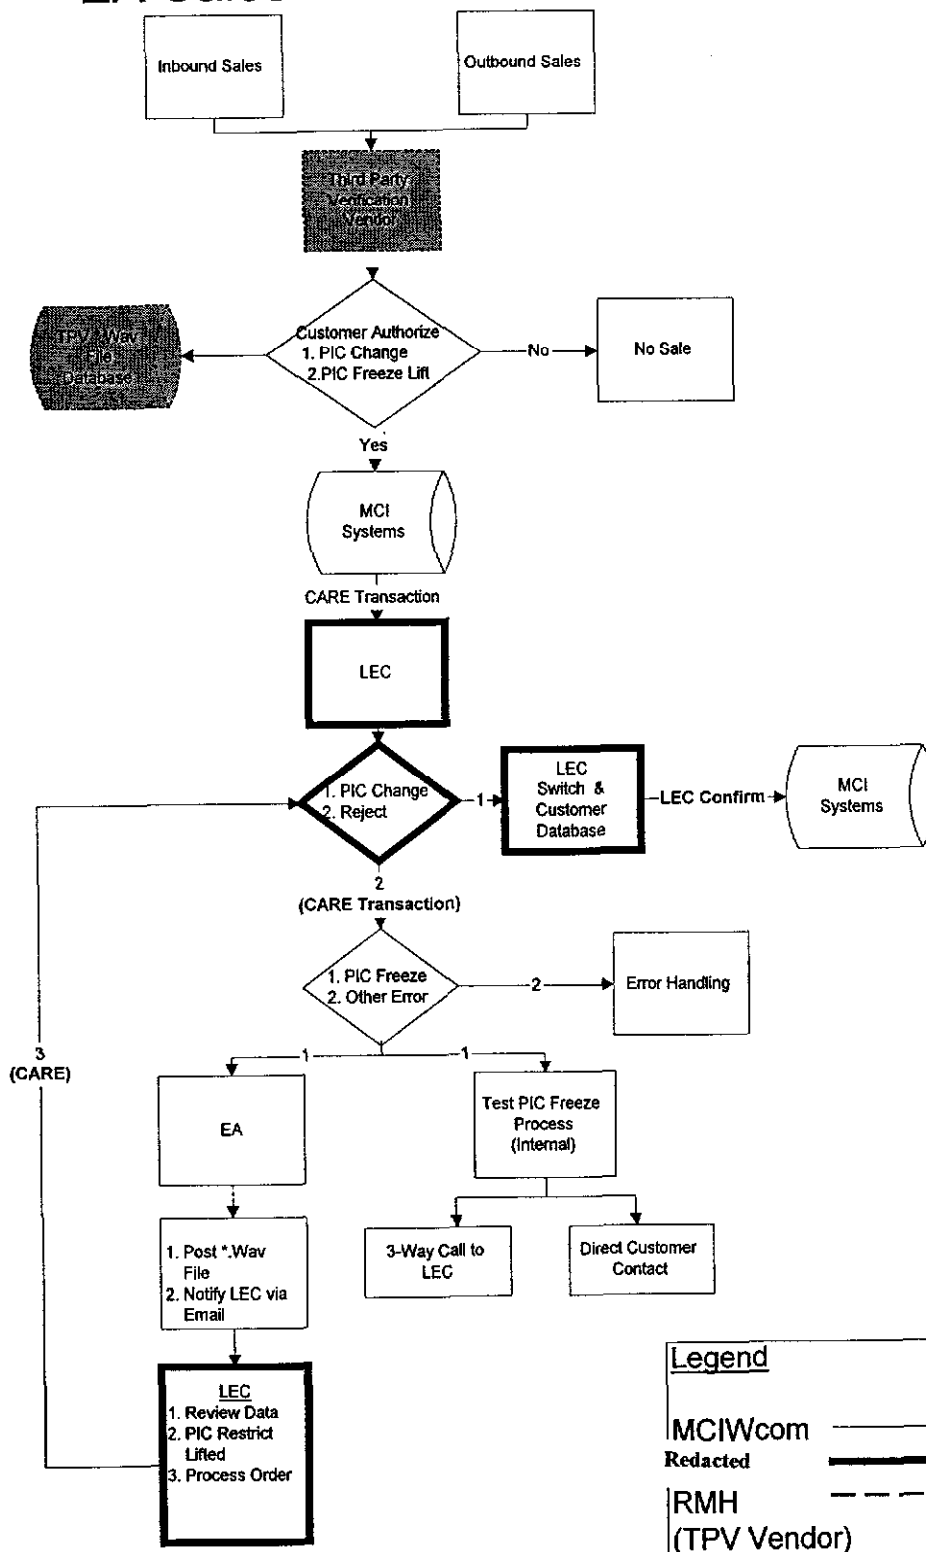 Inbound Sales
Outbound Sales
Third Party
Verification
Vendor
Customer Authorize
1. PIC Change
2.PIC Freeze Lift
TPV *.Wav
File
Database
No
No Sale
Yes
MCI
Systems
CARE Transaction
LEC
1. PIC Change
2. Reject
1
LEC
Switch &
Customer
Database
LEC Confirm
MCI
Systems
2
(CARE Transaction)
1. PIC Freeze
2. Other Error
2
Error Handling
3
(CARE)
1
1
EA
Test PIC Freeze
Process
(Internal)
1. Post *.Wav
File
2. Notify LEC via
Email
3-Way Call to
LEC
Direct Customer
Contact
LEC
1. Review Data
2. PIC Restrict
Lifted
3. Process Order
Legend
MCIWcom
Redacted
RMH
(TPV Vendor)